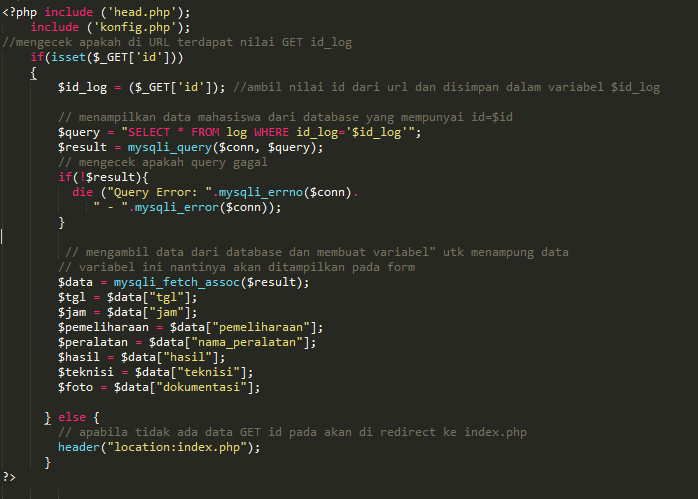 <?php include ('head.php');
include ('konfig.php');
//mengecek apakah di URL terdapat nilai GET id_log
if(isset($_GET['id']))
{
$id_log = ($_GET['id']); //ambil nilai id dari url dan disimpan dalam variabel $id_log
// menampilkan data mahasiswa dari database yang mempunyai id=$id
$query = "SELECT * FROM log WHERE id_log='$id_log'";
$result = mysqli_query($conn, $query);
// mengecek apakah query gagal
if(!$result){
die ("Query Error: ".mysqli_errno($conn).
" - ".mysqli_error($conn));
}
// mengambil data dari database dan membuat variabel" utk menampung data
// variabel ini nantinya akan ditampilkan pada form
$data = mysqli_fetch_assoc($result);
$tgl = $data["tgl"];
$jam = $data["jam"];
$pemeliharaan = $data["pemeliharaan"];
$peralatan = $data["nama_peralatan"];
$hasil = $data["hasil"];
$teknisi = $data["teknisi"];
$foto = $data["dokumentasi"];
} else {
// apabila tidak ada data GET id pada akan di redirect ke index.php
header("location:index.php");
}
?>